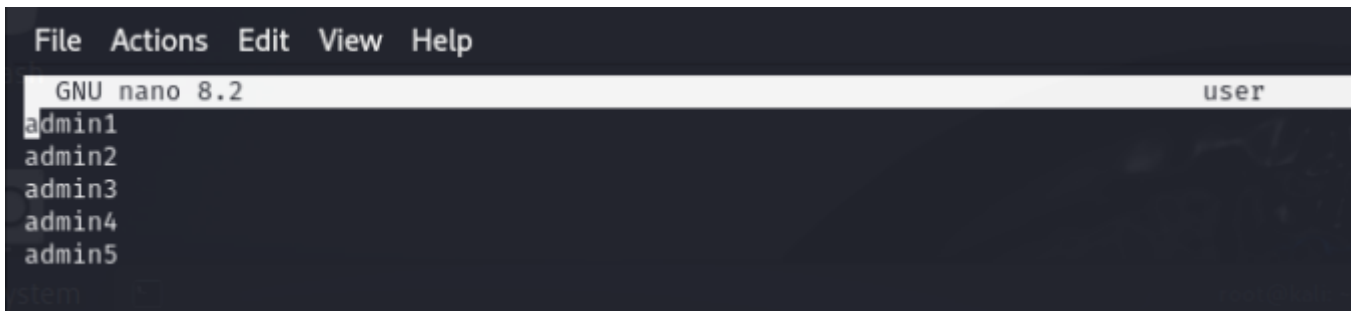 File Actions Edit View Help
GNU nano 8.2 user
admin1
admin2
admin3
admin4
admin5